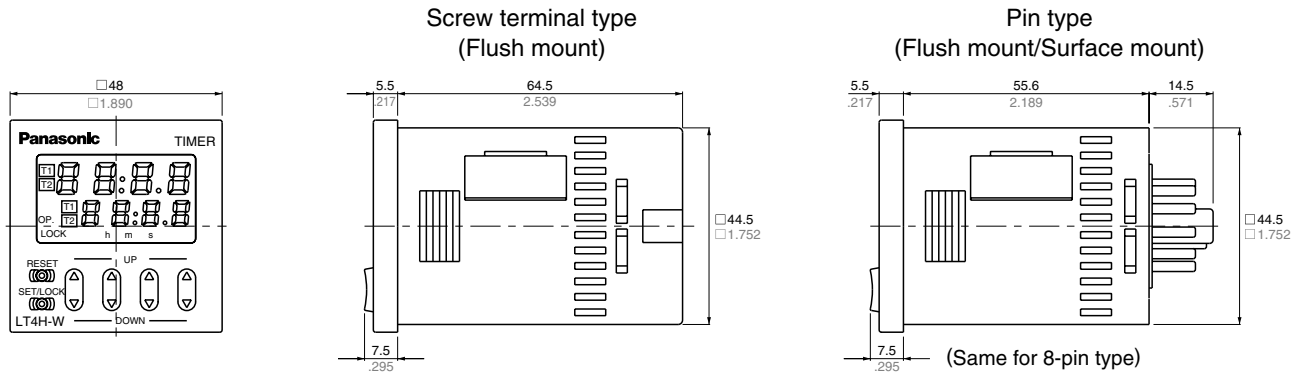 Screw terminal type
(Flush mount)
Pin type
(Flush mount/Surface mount)
□48
□1.890
Panasonic TIMER
T1
T2
T1
T2
OP.
LOCK h m s
RESET UP
SET/LOCK
LT4H-W DOWN
5.5 64.5
.217 2.539
□44.5
□1.752
7.5
.295
5.5 55.6 14.5
.217 2.189 .571
□44.5
□1.752
7.5
.295
(Same for 8-pin type)